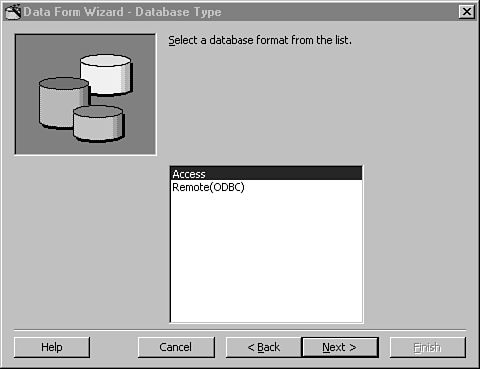 Data Form Wizard - Database Type
Select a database format from the list.
Access
Remote(ODBC)
Help
Cancel
< Back
Next >
Finish